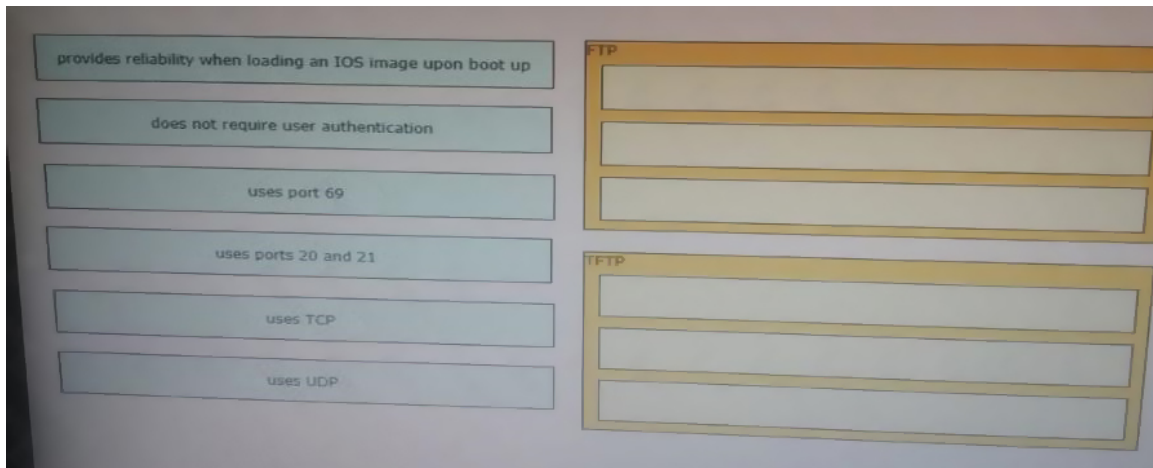 provides reliability when loading an IOS image upon boot up
does not require user authentication
uses port 69
uses ports 20 and 21
uses TCP
uses UDP
FTP
TFTP